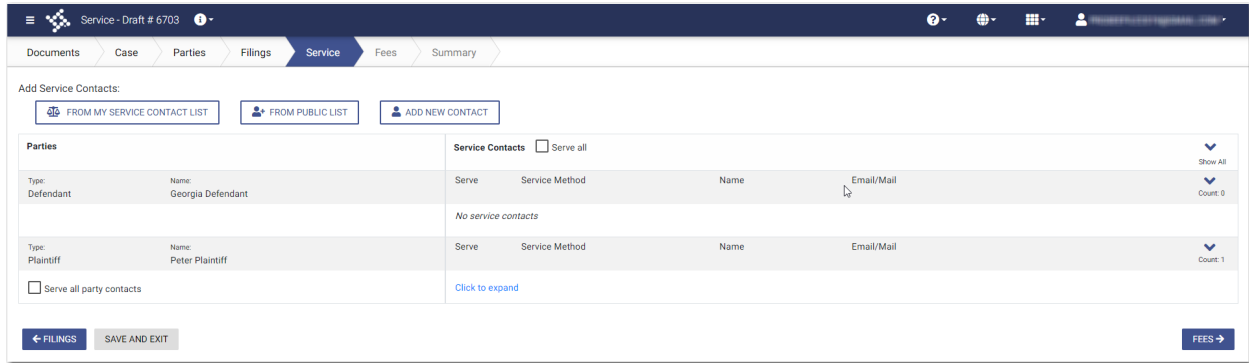 Service - Draft # 6703
Documents Case Parties Filings Service Fees Summary
Add Service Contacts:
FROM MY SERVICE CONTACT LIST FROM PUBLIC LIST ADD NEW CONTACT
Parties Service Contacts Serve all
Show All
Type: Name: Serve Service Method Name Email/Mail
Defendant Georgia Defendant Count: 0
No service contacts
Type: Name: Serve Service Method Name Email/Mail
Plaintiff Peter Plaintiff Count: 1
Serve all party contacts Click to expand
FILINGS SAVE AND EXIT FEES